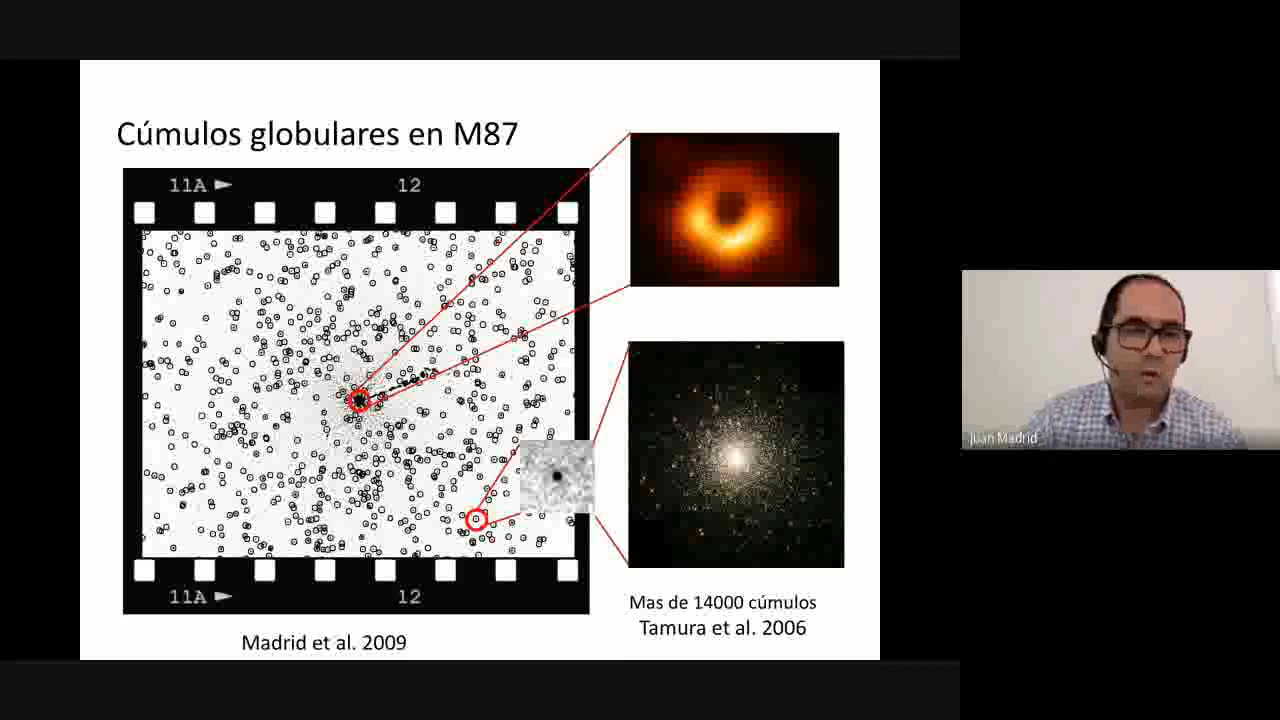 Cúmulos globulares en M87
11A ► 12
11A ► 12
Madrid et al. 2009
Mas de 14000 cúmulos
Tamura et al. 2006
juan Madrid